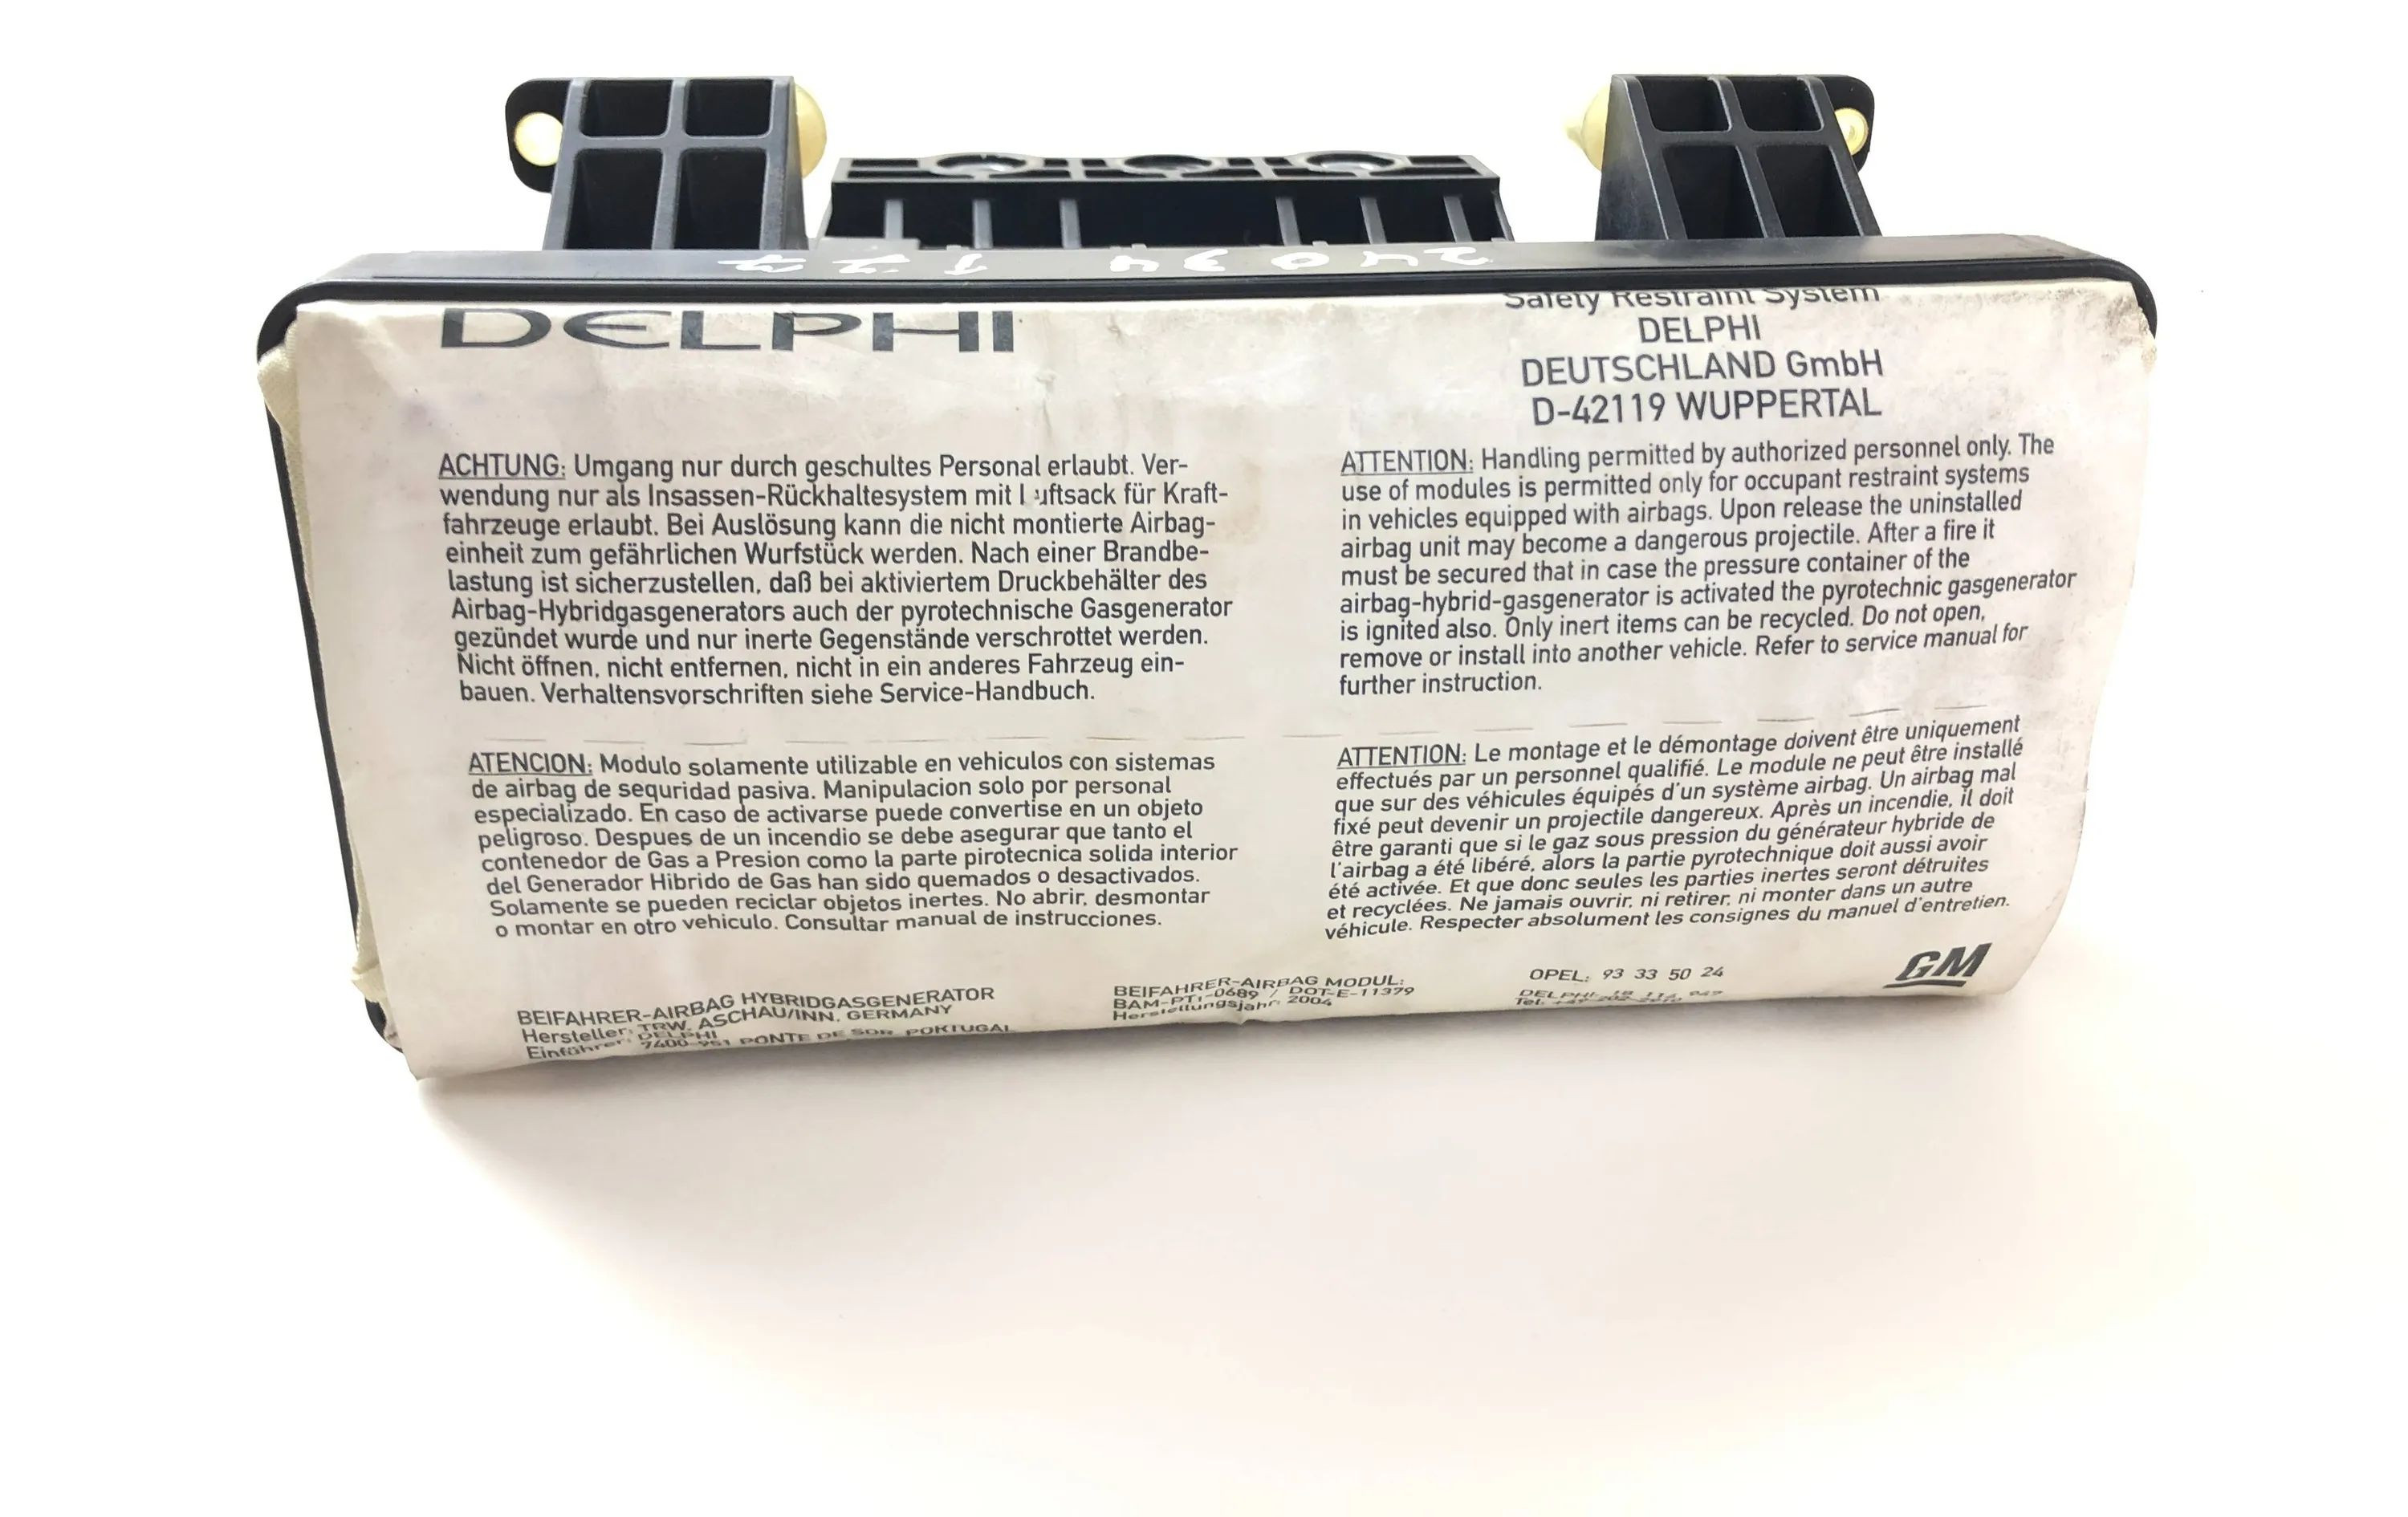 DELPHI
Safety Restraint System
DELPHI
DEUTSCHLAND GmbH
D-42119 WUPPERTAL
ACHTUNG: Umgang nur durch geschultes Personal erlaubt. Ver-
wendung nur als Insassen-Rückhaltesystem mit Luftsack für Kraft-
fahrzeuge erlaubt. Bei Auslösung kann die nicht montierte Airbag-
einheit zum gefährlichen Wurfstück werden. Nach einer Brandbe-
lastung ist sicherzustellen, daß bei aktiviertem Druckbehälter des
Airbag-Hybridgasgenerators auch der pyrotechnische Gasgenerator
gezündet wurde und nur inerte Gegenstände verschrottet werden.
Nicht öffnen, nicht entfernen, nicht in ein anderes Fahrzeug ein-
bauen. Verhaltensvorschriften siehe Service-Handbuch.
ATTENTION: Handling permitted by authorized personnel only. The
use of modules is permitted only for occupant restraint systems
in vehicles equipped with airbags. Upon release the uninstalled
airbag unit may become a dangerous projectile. After a fire it
must be secured that in case the pressure container of the
airbag-hybrid-gasgenerator is activated the pyrotechnic gasgenerator
is ignited also. Only inert items can be recycled. Do not open,
remove or install into another vehicle. Refer to service manual for
further instruction.
ATENCION: Modulo solamente utilizable en vehiculos con sistemas
de airbag de sequridad pasiva. Manipulacion solo por personal
especializado. En caso de activarse puede convertise en un objeto
peligroso. Despues de un incendio se debe asegurar que tanto el
contenedor de Gas a Presion como la parte pirotecnica solida interior
del Generador Hibrido de Gas han sido quemados o desactivados.
Solamente se pueden reciclar objetos inertes. No abrir, desmontar
o montar en otro vehiculo. Consultar manual de instrucciones.
ATTENTION: Le montage et le démontage doivent être uniquement
effectués par un personnel qualifié. Le module ne peut être installé
que sur des véhicules équipés d'un système airbag. Un airbag mal
fixé peut devenir un projectile dangereux. Après un incendie, il doit
être garanti que si le gaz sous pression du générateur hybride de
l'airbag a été libéré, alors la partie pyrotechnique doit aussi avoir
été activée. Et que donc seules les parties inertes seront détruites
et recyclées. Ne jamais ouvrir, ni retirer, ni monter dans un autre
véhicule. Respecter absolument les consignes du manuel d'entretien.
BEIFAHRER-AIRBAG HYBRIDGASGENERATOR
Hersteller: TRW, ASCHAU/INN, GERMANY
DELPHI
Einführer: 7400-951 PONTE DE SOR, PORTUGAL
BEIFAHRER-AIRBAG MODUL:
BAM-PT1-0689 / DOT-E-11379
Herstellungsjahr: 2004
OPEL: 93 33 50 24
DELPHI:
Tel.
GM